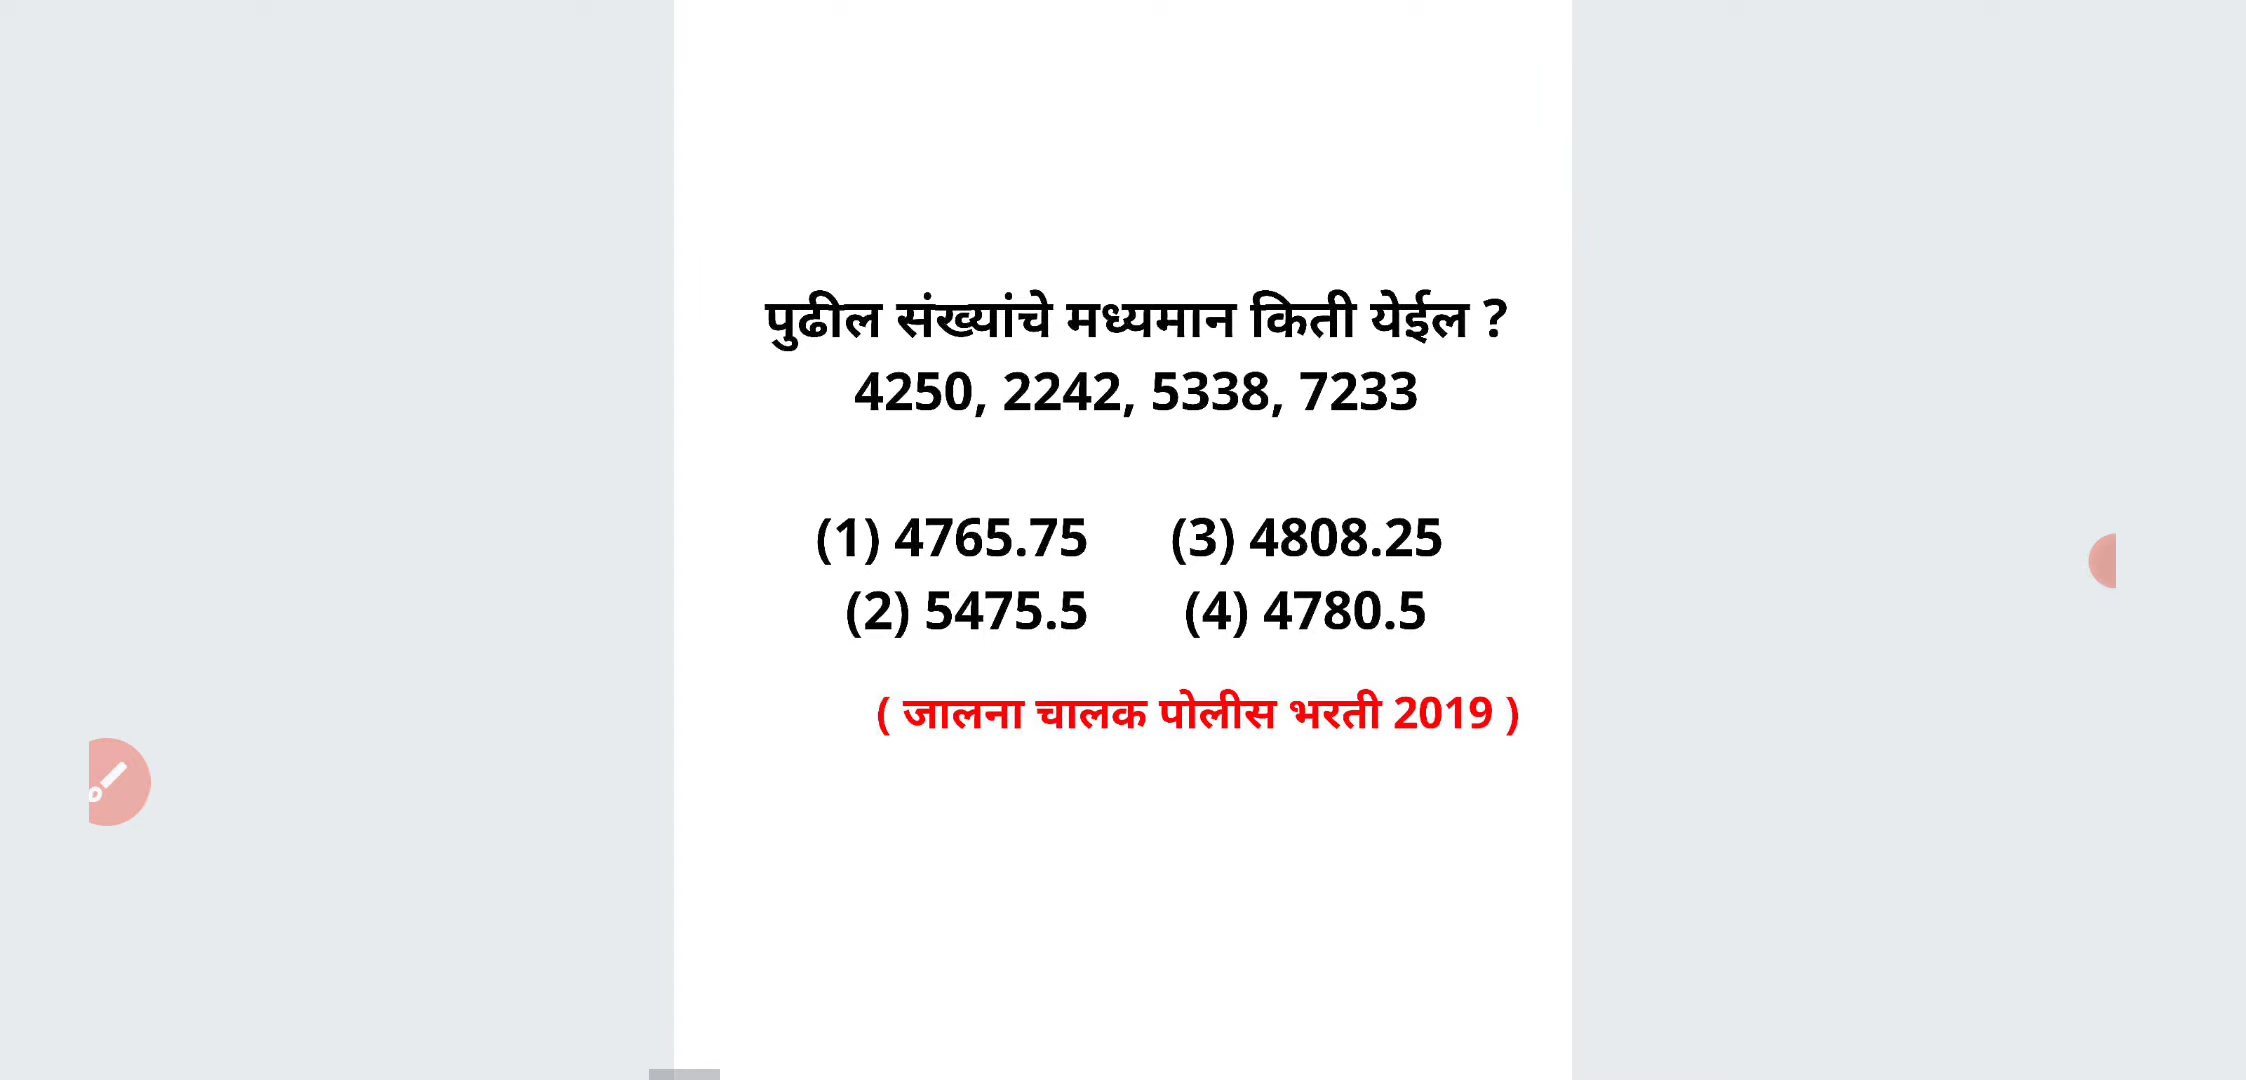 पुढील संख्यांचे मध्यमान किती येईल ?
4250, 2242, 5338, 7233
(1) 4765.75 (3) 4808.25
(2) 5475.5 (4) 4780.5
( जालना चालक पोलीस भरती 2019 )